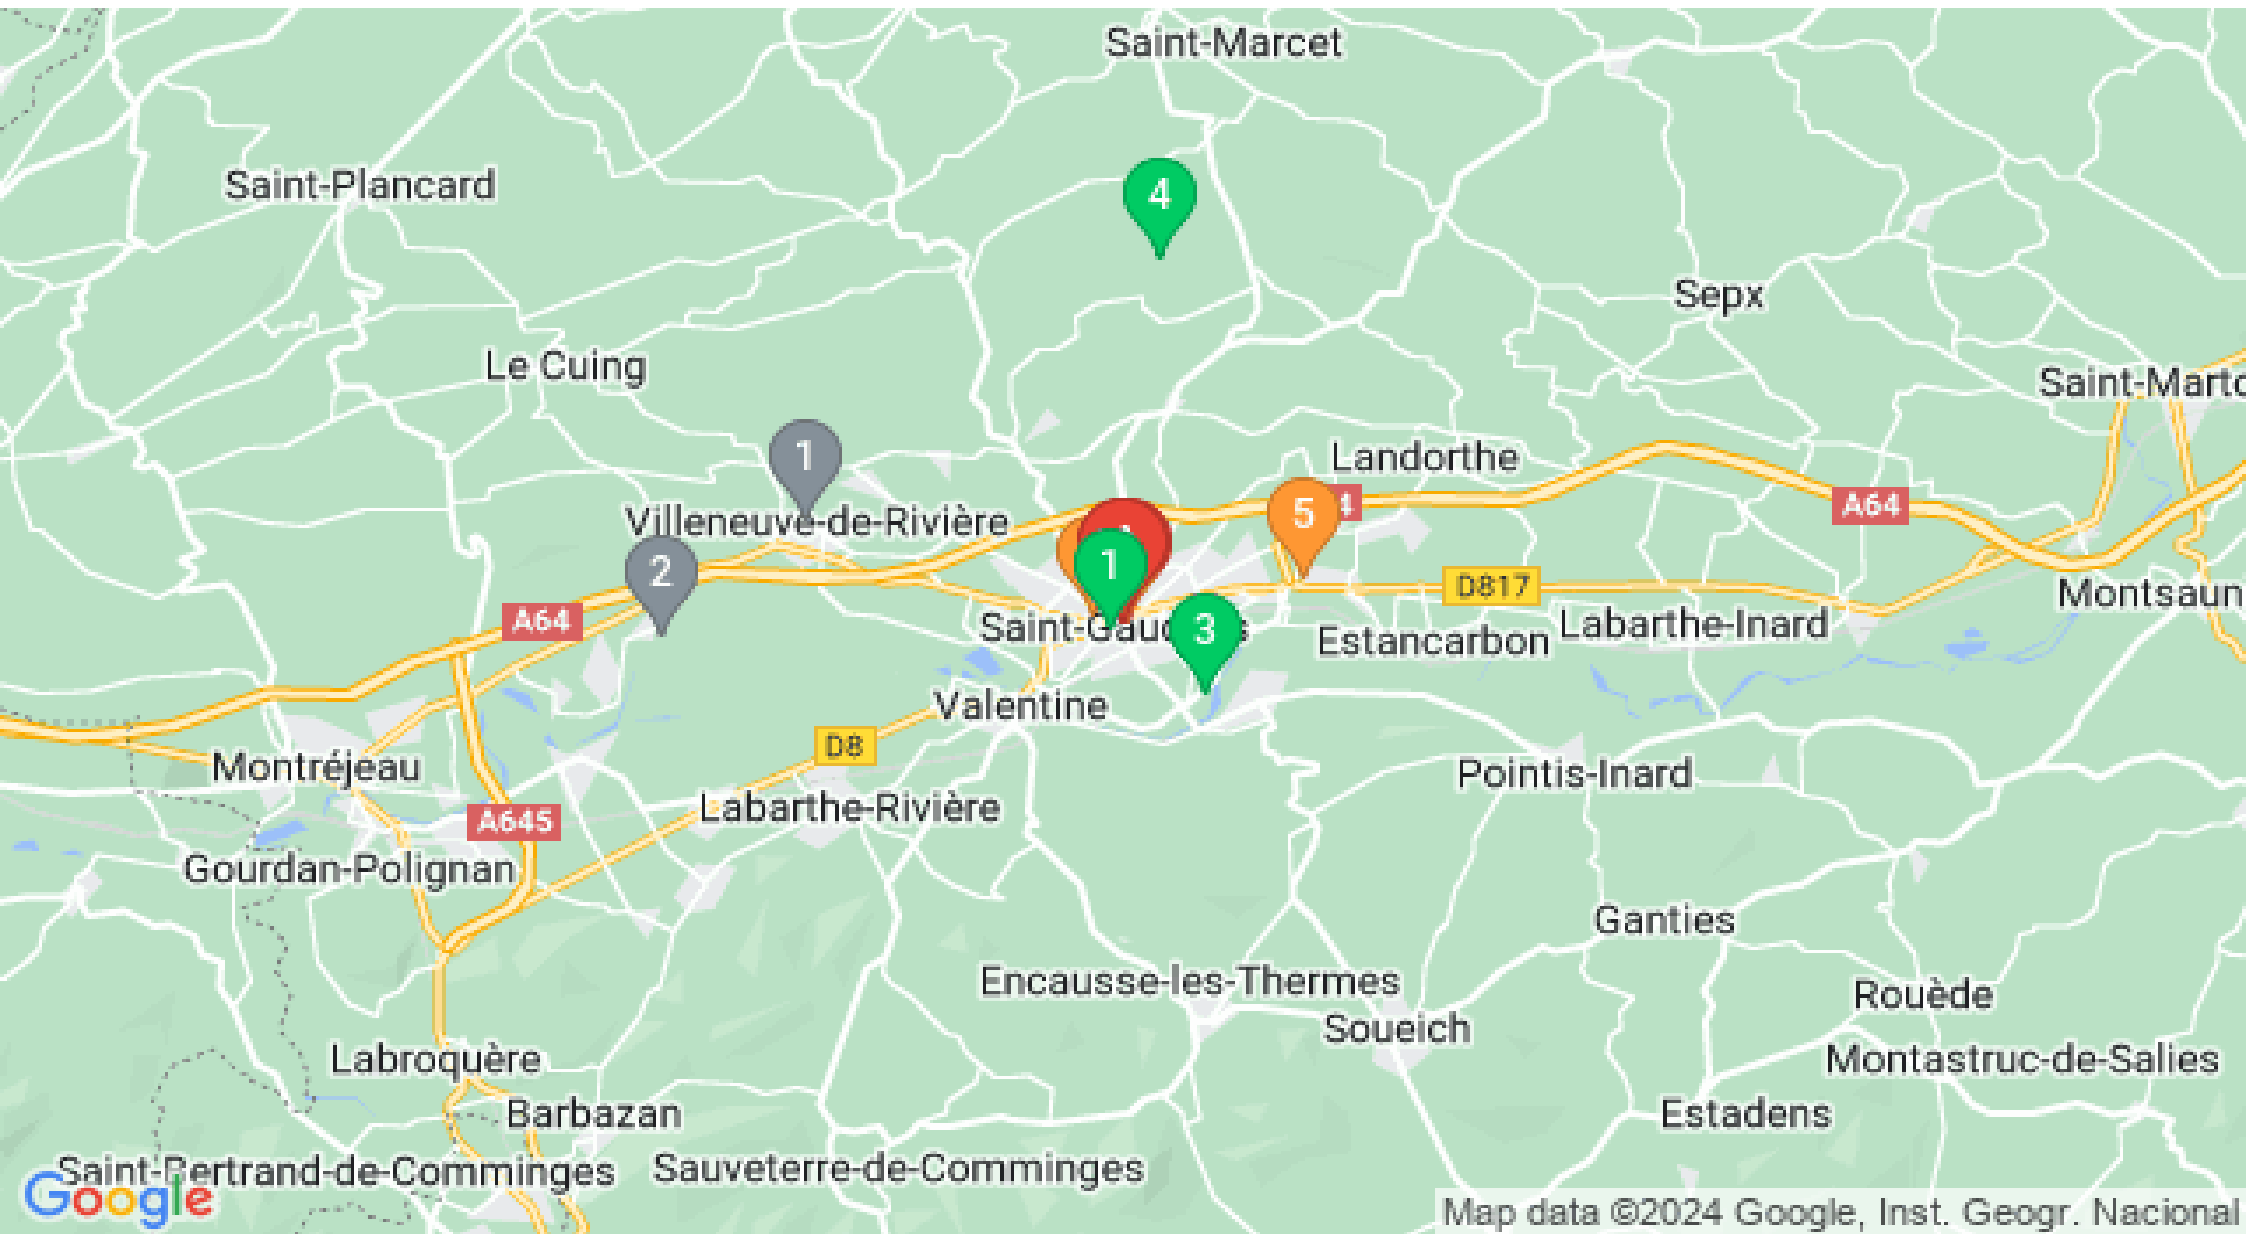 Saint-Marcet
Saint-Plancard
4
Sepx
Le Cuing
Saint-Marto
1
Landorthe
A64
5
4
Villeneuve-de-Rivière
2
1
D817
Montsaun
A64
Saint-Gaudens
3
Estancarbon
Labarthe-Inard
Valentine
D8
Montréjeau
Pointis-Inard
Labarthe-Rivière
A645
Gourdan-Polignan
Ganties
Encausse-les-Thermes
Rouède
Soueich
Labroquère
Montastruc-de-Salies
Barbazan
Estadens
Saint-Bertrand-de-Comminges
Sauveterre-de-Comminges
Google
Map data ©2024 Google, Inst. Geogr. Nacional